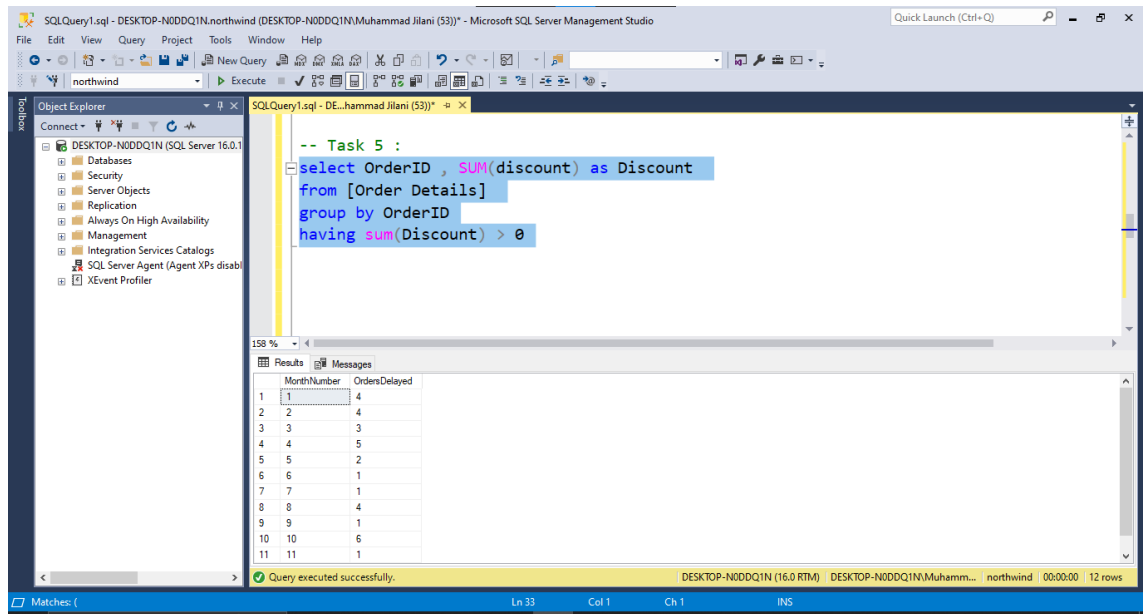 SQLQuery1.sql - DESKTOP-N0DDQ1N.northwind (DESKTOP-N0DDQ1N\Muhammad Jilani (53))* - Microsoft SQL Server Management Studio
Quick Launch (Ctrl+Q)
File Edit View Query Project Tools Window Help
New Query
northwind
Execute
Toolbox
Object Explorer
Connect
DESKTOP-N0DDQ1N (SQL Server 16.0.1
Databases
Security
Server Objects
Replication
Always On High Availability
Management
Integration Services Catalogs
SQL Server Agent (Agent XPs disabl
XEvent Profiler
SQLQuery1.sql - DE...hammad Jilani (53))*
-- Task 5 :
select OrderID , SUM(discount) as Discount
from [Order Details]
group by OrderID
having sum(Discount) > 0
158 %
Results Messages
MonthNumber OrdersDelayed
1 1 4
2 2 4
3 3 3
4 4 5
5 5 2
6 6 1
7 7 1
8 8 4
9 9 1
10 10 6
11 11 1
Query executed successfully.
DESKTOP-N0DDQ1N (16.0 RTM) DESKTOP-N0DDQ1N\Muhamm... northwind 00:00:00 12 rows
Matches: (
Ln 33 Col 1 Ch 1 INS